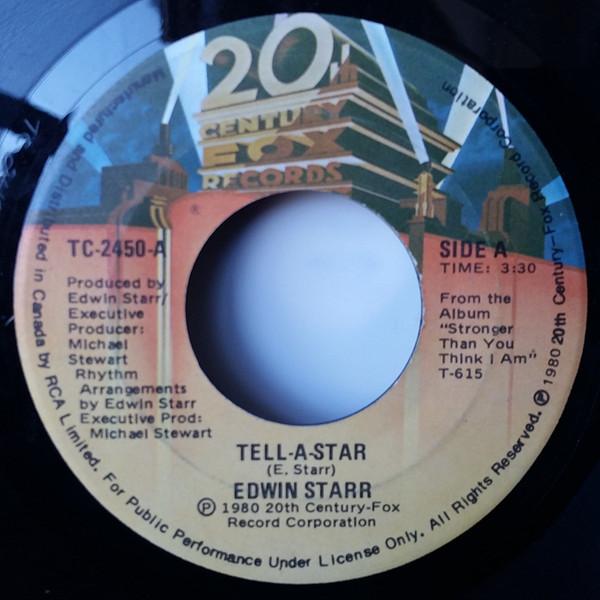 20th
CENTURY
FOX
RECORDS
®
TC-2450-A
Produced by
Edwin Starr/
Executive
Producer:
Michael
Stewart
Rhythm
Arrangements
by Edwin Starr
Executive Prod:
Michael Stewart
SIDE A
TIME: 3:30
From the
Album
"Stronger
Than You
Think I Am"
T-615
TELL-A-STAR
(E. Starr)
EDWIN STARR
℗ 1980 20th Century-Fox
Record Corporation
Manufactured and Distributed in Canada by RCA Limited. For Public Performance Under License Only. All Rights Reserved. ℗ 1980 20th Century-Fox Record Corporation